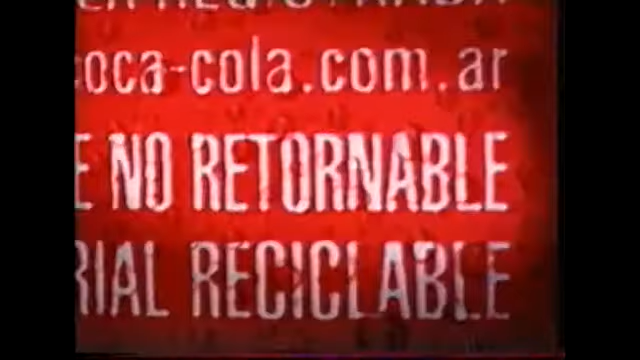 coca-cola.com.ar
E NO RETORNABLE
RIAL RECICLABLE